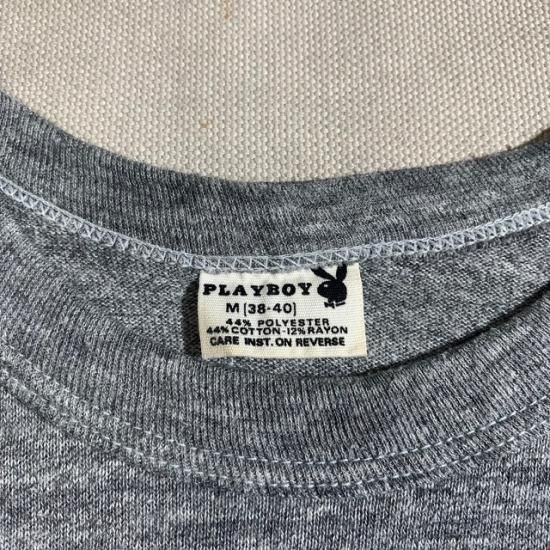 PLAYBOY
M [38-40]
44% POLYESTER
44% COTTON-12% RAYON
CARE INST. ON REVERSE